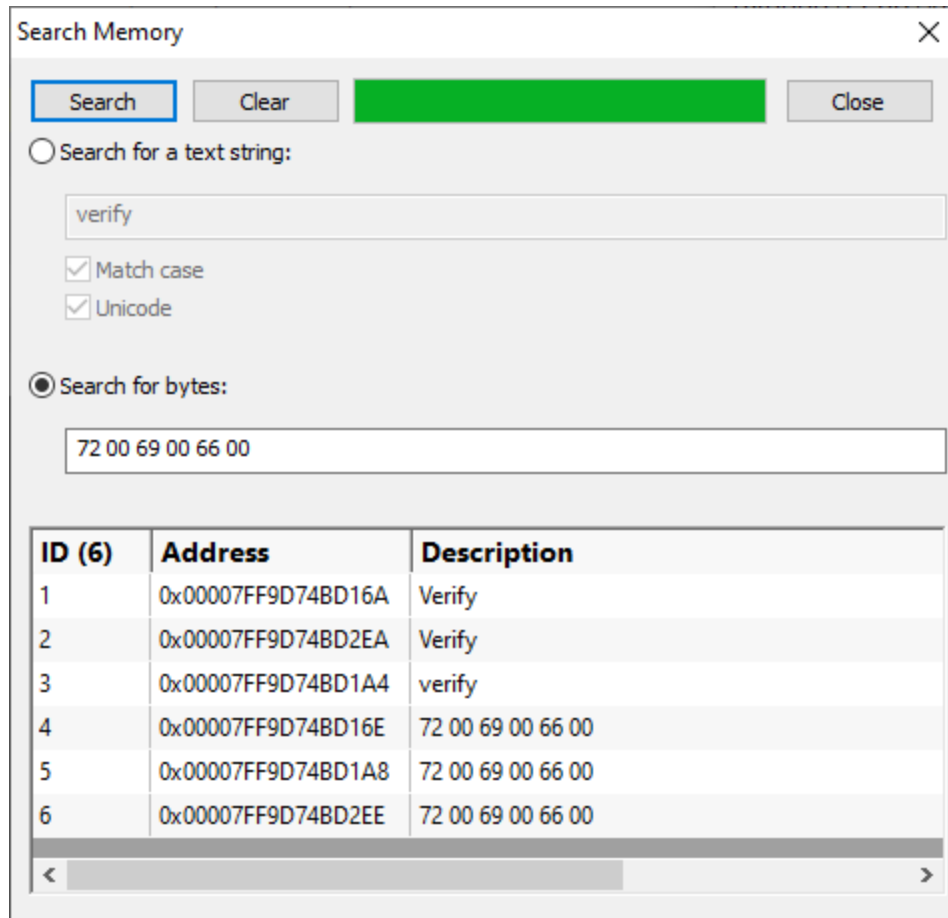 Search Memory
Search Clear Close
Search for a text string:
verify
Match case
Unicode
Search for bytes:
72 00 69 00 66 00
ID (6) Address Description
1 0x00007FF9D74BD16A Verify
2 0x00007FF9D74BD2EA Verify
3 0x00007FF9D74BD1A4 verify
4 0x00007FF9D74BD16E 72 00 69 00 66 00
5 0x00007FF9D74BD1A8 72 00 69 00 66 00
6 0x00007FF9D74BD2EE 72 00 69 00 66 00